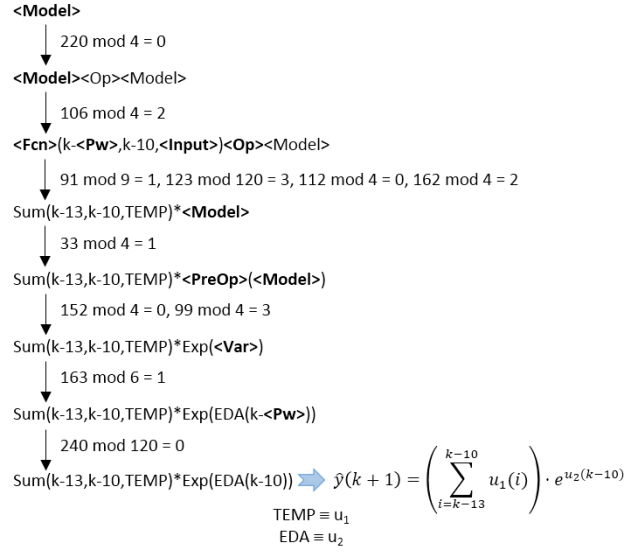 <Model>
220 mod 4 = 0
<Model><Op><Model>
106 mod 4 = 2
<Fcn>(k-<Pw>,k-10,<Input>)<Op><Model>
91 mod 9 = 1, 123 mod 120 = 3, 112 mod 4 = 0, 162 mod 4 = 2
Sum(k-13,k-10,TEMP)*<Model>
33 mod 4 = 1
Sum(k-13,k-10,TEMP)*<PreOp>(<Model>)
152 mod 4 = 0, 99 mod 4 = 3
Sum(k-13,k-10,TEMP)*Exp(<Var>)
163 mod 6 = 1
Sum(k-13,k-10,TEMP)*Exp(EDA(k-<Pw>))
240 mod 120 = 0
Sum(k-13,k-10,TEMP)*Exp(EDA(k-10)) ŷ(k + 1) = (∑_{i=k-13}^{k-10} u₁(i)) · e^{u₂(k-10)}
TEMP ≡ u₁
EDA ≡ u₂